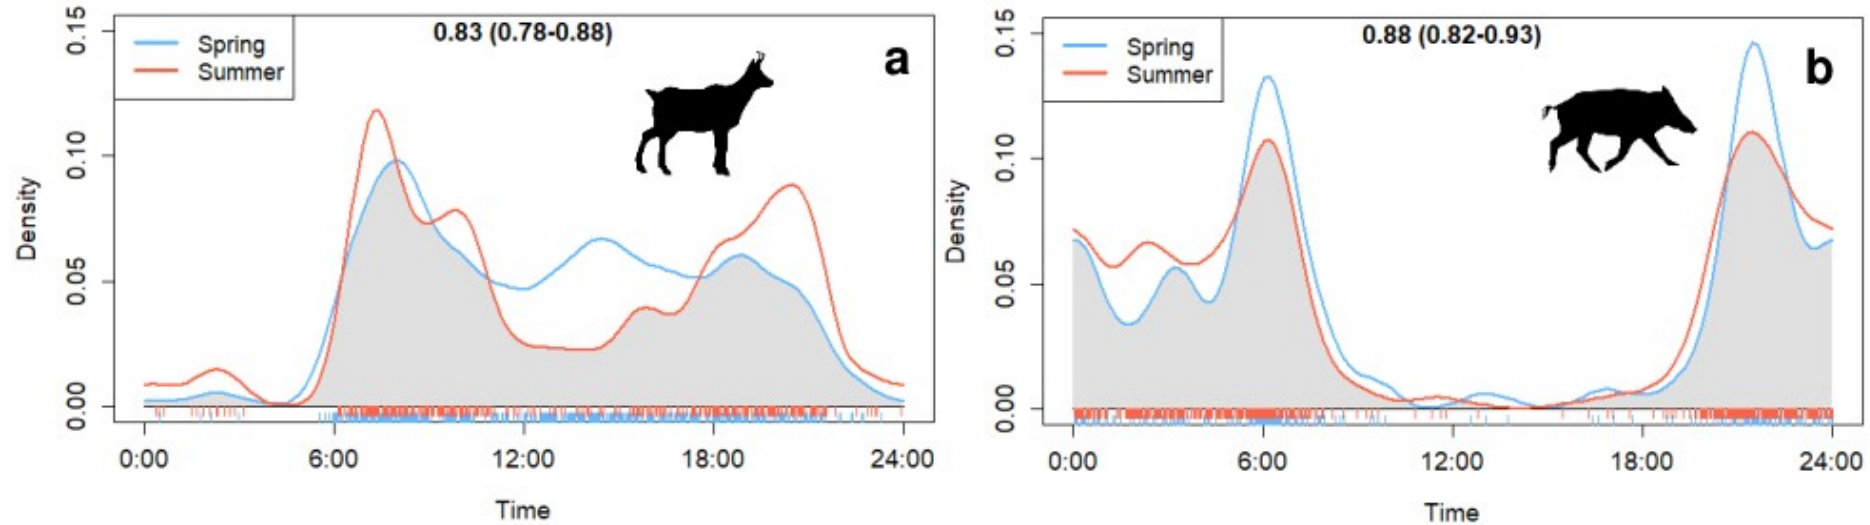 0.83 (0.78-0.88)
Spring
Summer
a
0.15
0.10
0.05
0.00
Density
0:00 6:00 12:00 18:00 24:00
Time
0.88 (0.82-0.93)
Spring
Summer
b
0.15
0.10
0.05
0.00
Density
0:00 6:00 12:00 18:00 24:00
Time